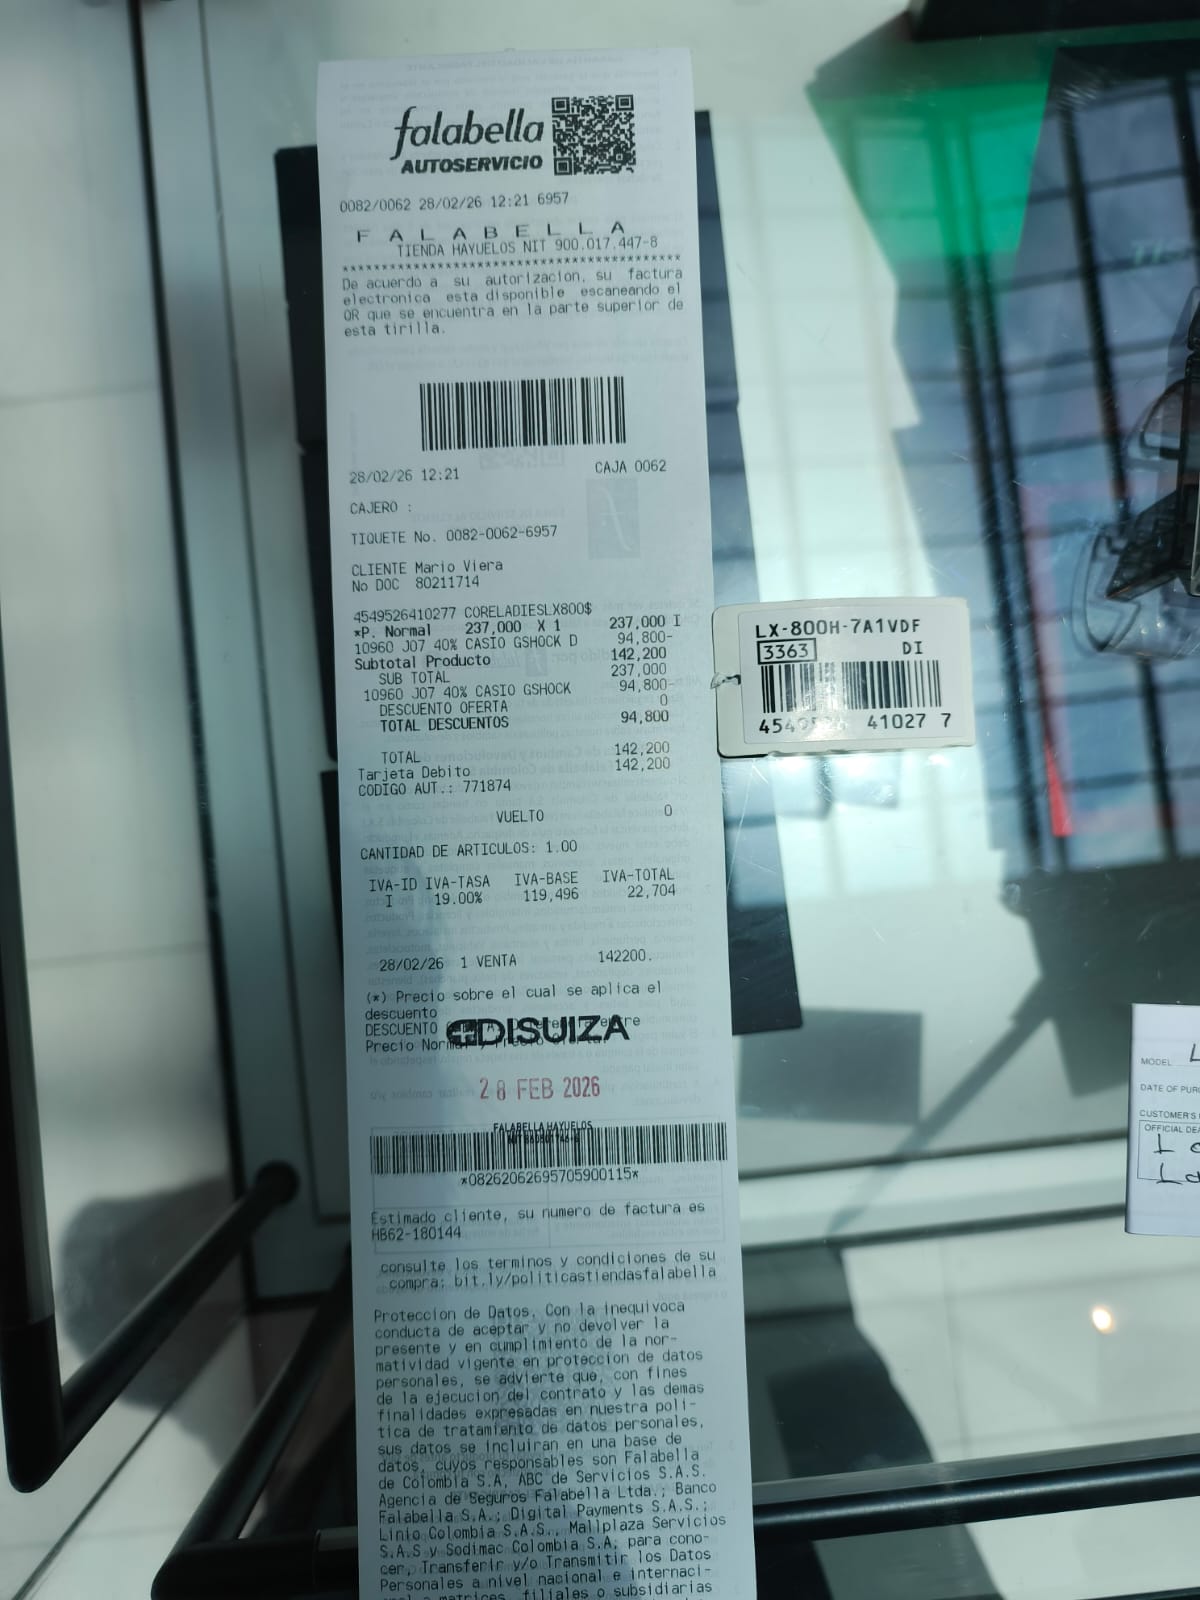 falabella
AUTOSERVICIO
0082/0062 28/02/26 12:21 6957
F A L A B E L L A
TIENDA HAYUELOS NIT 900.017.447-8
******************************************
De acuerdo a su autorizacion, su factura
electronica esta disponible escaneando el
QR que se encuentra en la parte superior de
esta tirilla.
28/02/26 12:21 CAJA 0062
CAJERO :
TIQUETE No. 0082-0062-6957
CLIENTE Mario Viera
No DOC 80211714
4549526410277 CORELADIESLX800$
*P. Normal 237,000 X 1 237,000 I
10960 J07 40% CASIO GSHOCK D 94,800-
Subtotal Producto 142,200
SUB TOTAL 237,000
10960 J07 40% CASIO GSHOCK 94,800-
DESCUENTO OFERTA 0
TOTAL DESCUENTOS 94,800
TOTAL 142,200
Tarjeta Debito 142,200
CODIGO AUT.: 771874
VUELTO 0
CANTIDAD DE ARTICULOS: 1.00
IVA-ID IVA-TASA IVA-BASE IVA-TOTAL
I 19.00% 119,496 22,704
28/02/26 1 VENTA 142200.
(*) Precio sobre el cual se aplica el
descuento
DESCUENTO
Precio
DISUIZA
28 FEB 2026
FALABELLA HAYUELOS
*08262062695705900115*
Estimado cliente, su numero de factura es
HB62-180144
consulte los terminos y condiciones de su
compra: bit.ly/politicastiendasfalabella
Proteccion de Datos. Con la inequivoca
conducta de aceptar y no devolver la
presente y en cumplimiento de la nor-
matividad vigente en proteccion de datos
personales, se advierte que, con fines
de la ejecucion del contrato y las demas
finalidades expresadas en nuestra poli-
tica de tratamiento de datos personales,
sus datos se incluiran en una base de
datos, cuyos responsables son Falabella
de Colombia S.A, ABC de Servicios S.A.S.
Agencia de Seguros Falabella Ltda.; Banco
Falabella S.A.; Digital Payments S.A.S.;
Linio Colombia S.A.S., Mallplaza Servicios
S.A.S y Sodimac Colombia S.A; para cono-
cer, Transferir y/o Transmitir los Datos
Personales a nivel nacional e internaci-
matrices, filiales o subsidiarias
LX-800H-7A1VDF
3363 DI
41027 7
MODEL L
DATE OF PUR
CUSTOMER'S
OFFICIAL DEA